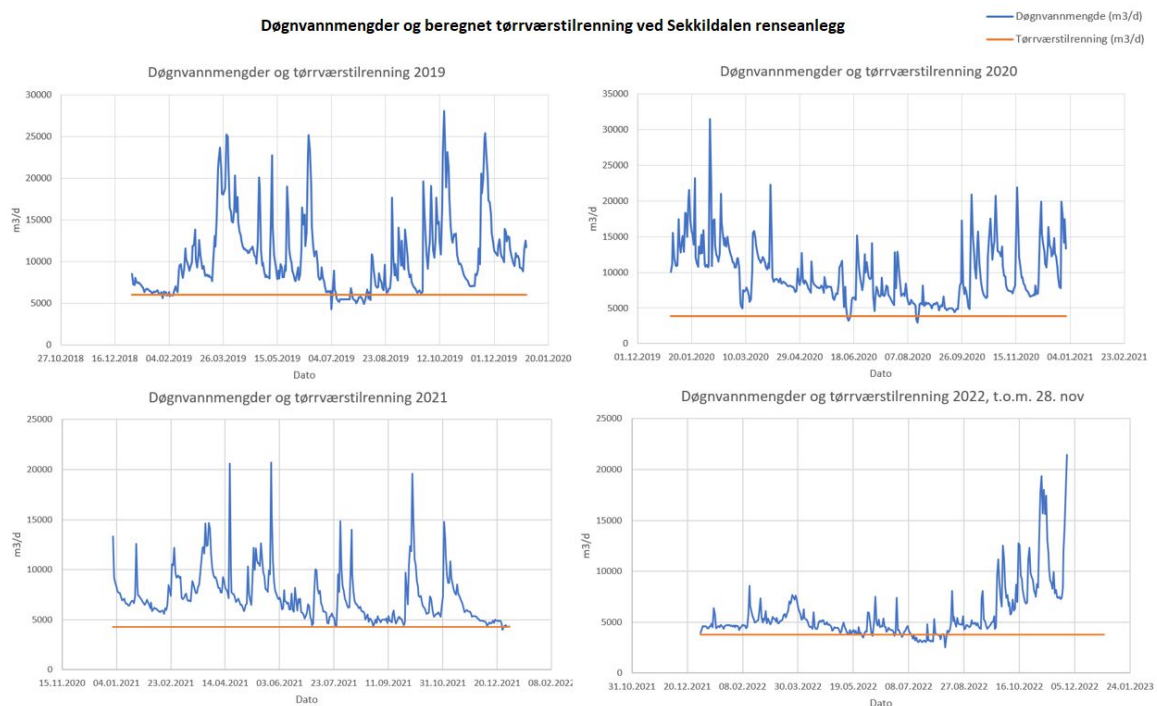 Døgnvannmengder og beregnet tørrværstilrenning ved Sekkildalen renseanlegg
Døgnvannmengde (m3/d)
Tørrværstilrenning (m3/d)
Døgnvannmengder og tørrværstilrenning 2019
30000
25000
20000
15000
10000
5000
0
m3/d
27.10.2018 16.12.2018 04.02.2019 26.03.2019 15.05.2019 04.07.2019 23.08.2019 12.10.2019 01.12.2019 20.01.2020
Dato
Døgnvannmengder og tørrværstilrenning 2020
35000
30000
25000
20000
15000
10000
5000
0
m3/d
01.12.2019 20.01.2020 10.03.2020 29.04.2020 18.06.2020 07.08.2020 26.09.2020 15.11.2020 04.01.2021 23.02.2021
Dato
Døgnvannmengder og tørrværstilrenning 2021
25000
20000
15000
10000
5000
0
m3/d
15.11.2020 04.01.2021 23.02.2021 14.04.2021 03.06.2021 23.07.2021 11.09.2021 31.10.2021 20.12.2021 08.02.2022
Dato
Døgnvannmengder og tørrværstilrenning 2022, t.o.m. 28. nov
25000
20000
15000
10000
5000
0
m3/d
31.10.2021 20.12.2021 08.02.2022 30.03.2022 19.05.2022 08.07.2022 27.08.2022 16.10.2022 05.12.2022 24.01.2023
Dato